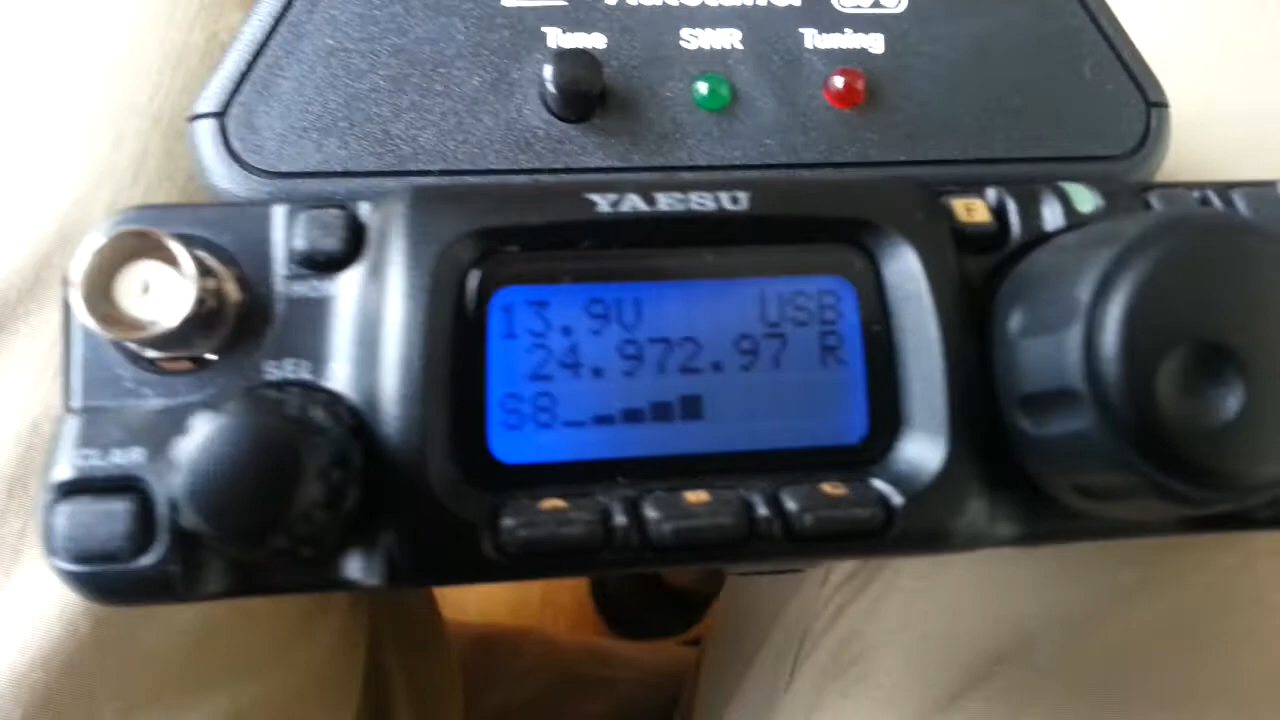 Tune SWR Tuning
YAESU
F
13.9V USB
24.972.97 R
S8
SEL
CLAR
A B C